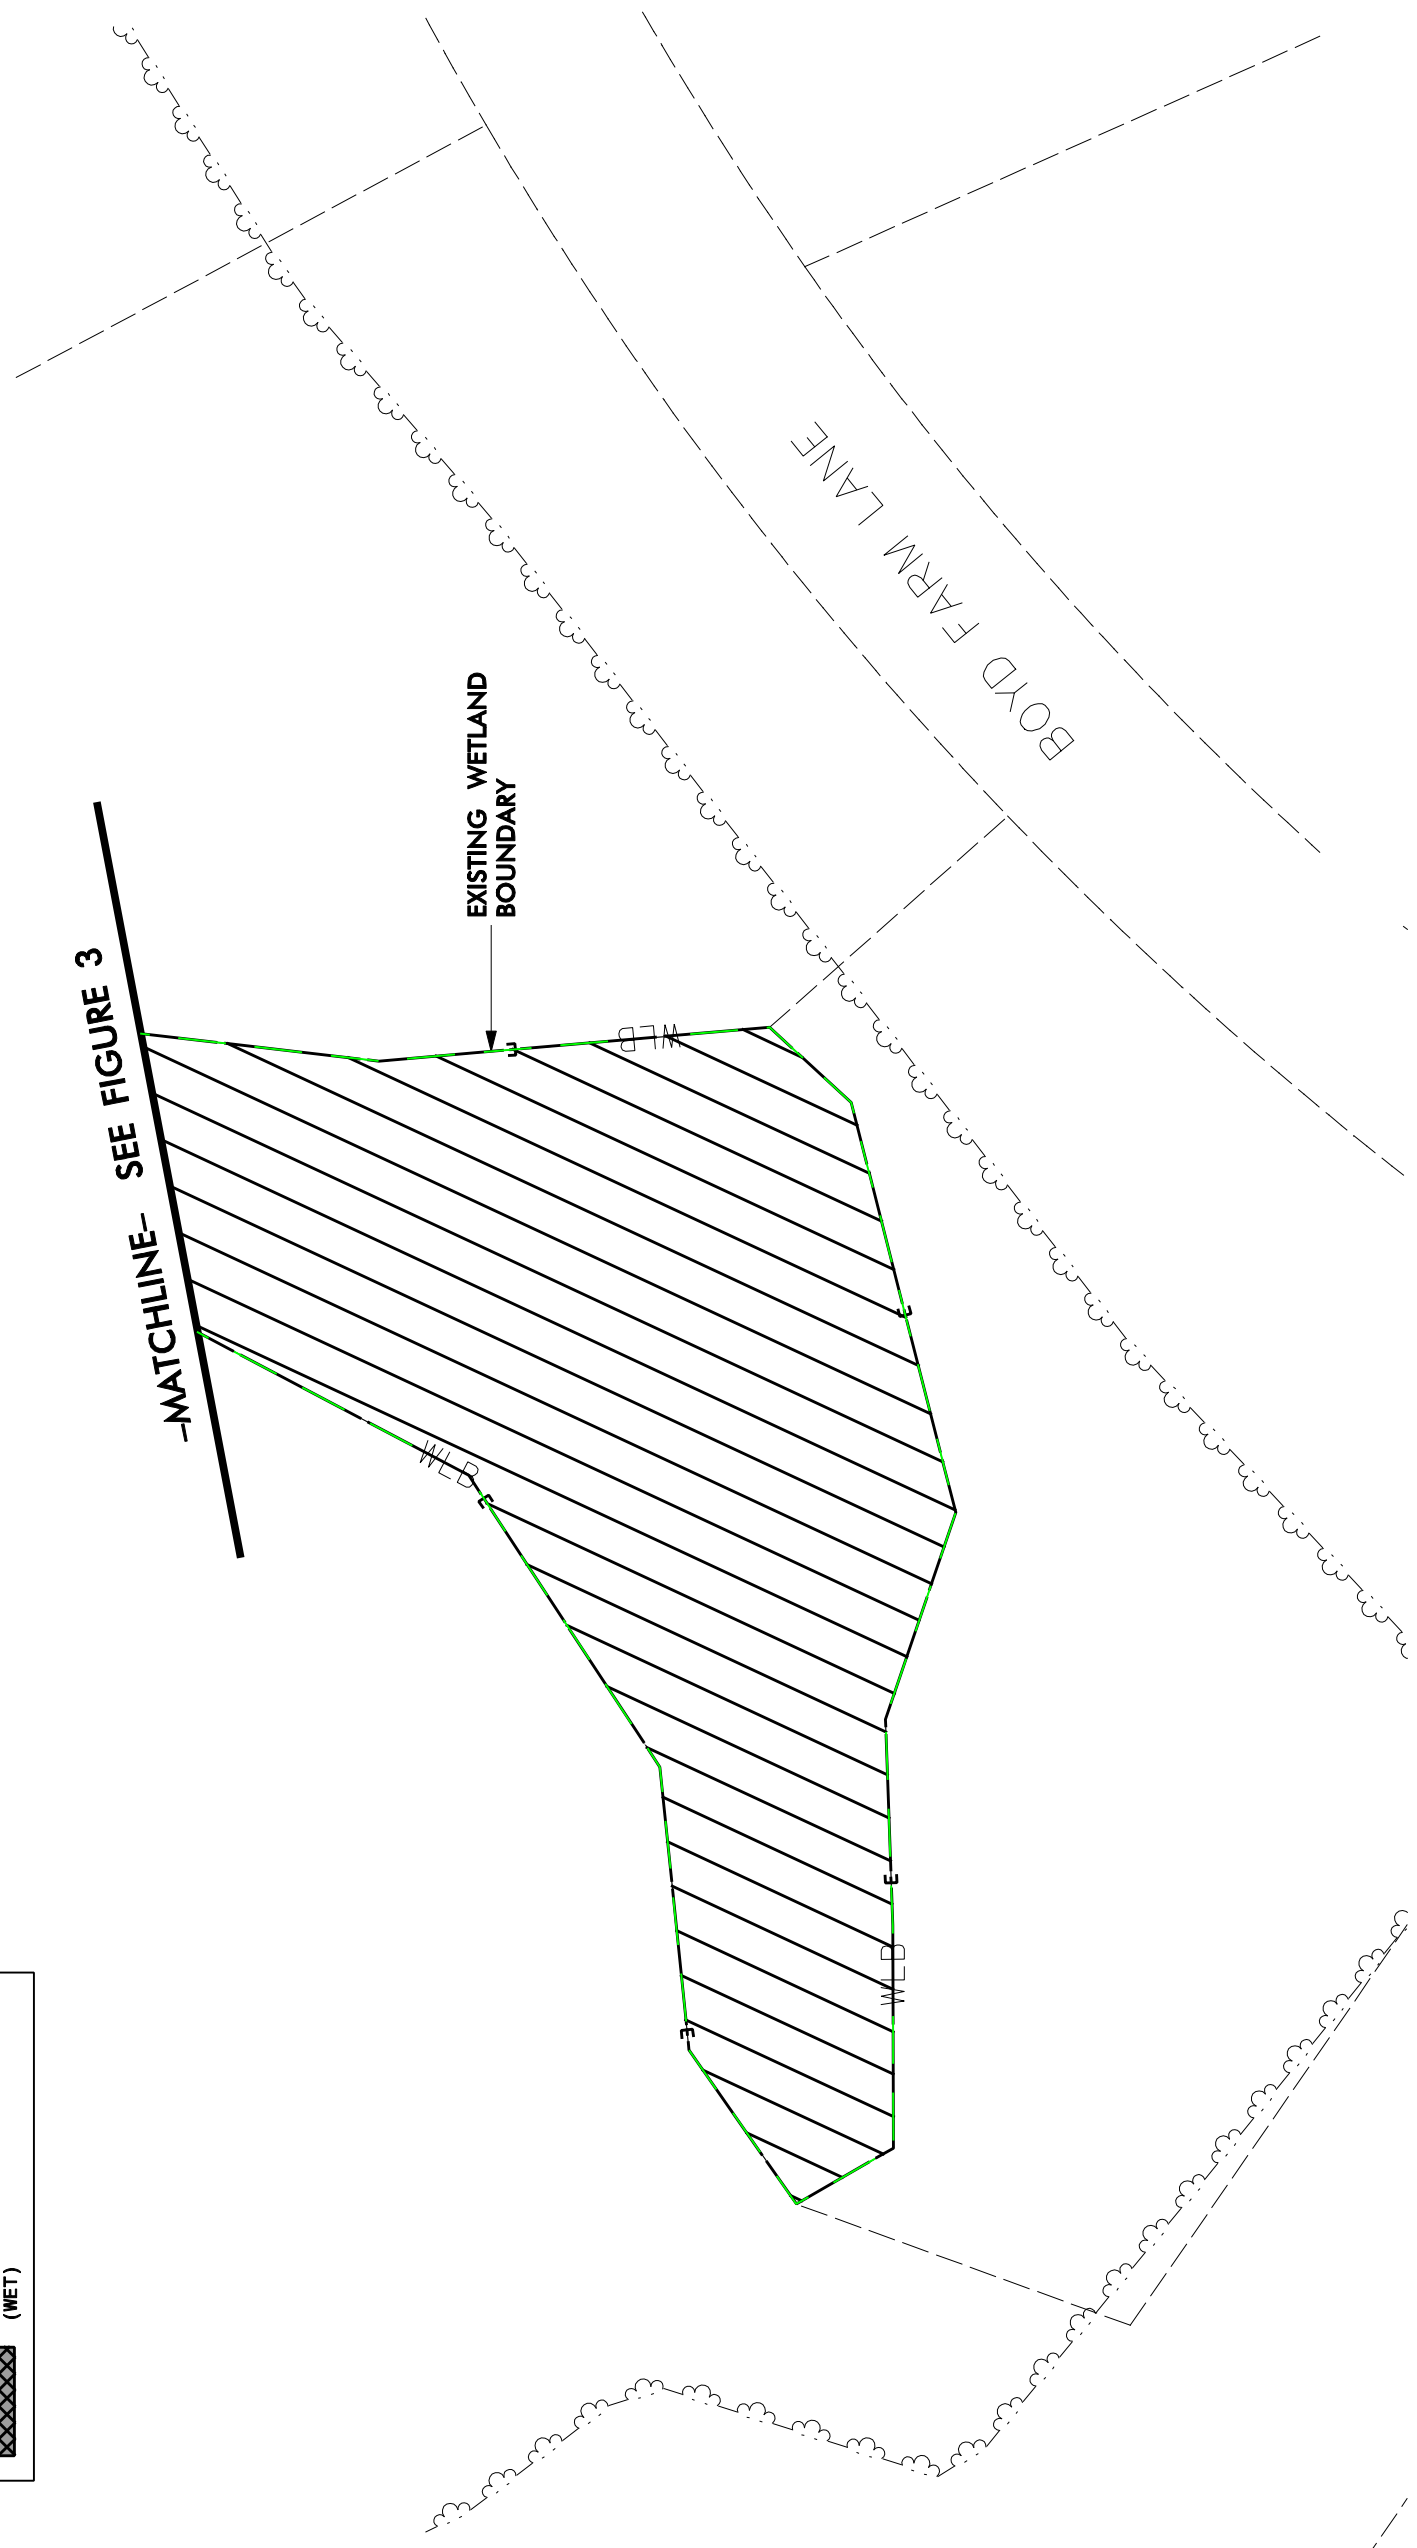 BOYD FARM LANE
EXISTING WETLAND
BOUNDARY
-MATCHLINE- SEE FIGURE 3
WLB
E
E
WLB
E
E
WLB
E
(WET)